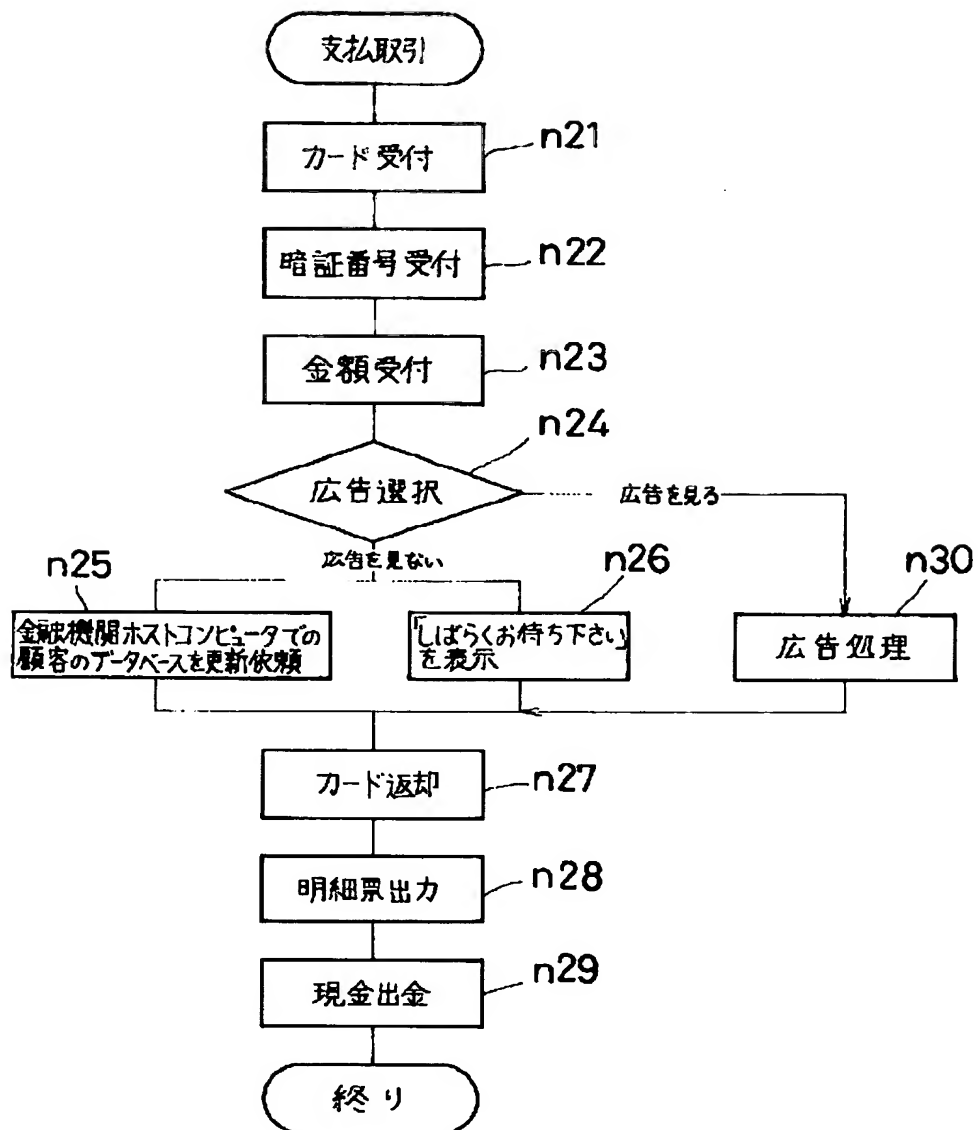 支払取引
カード受付
n21
暗証番号受付
n22
金額受付
n23
n24
広告選択
広告を見る
広告を見ない
n25
n26
n30
金融機関ホストコンピュータでの
顧客のデータベースを更新依頼
「しばらくお待ち下さい」
を表示
広告処理
カード返却
n27
明細票出力
n28
現金出金
n29
終り